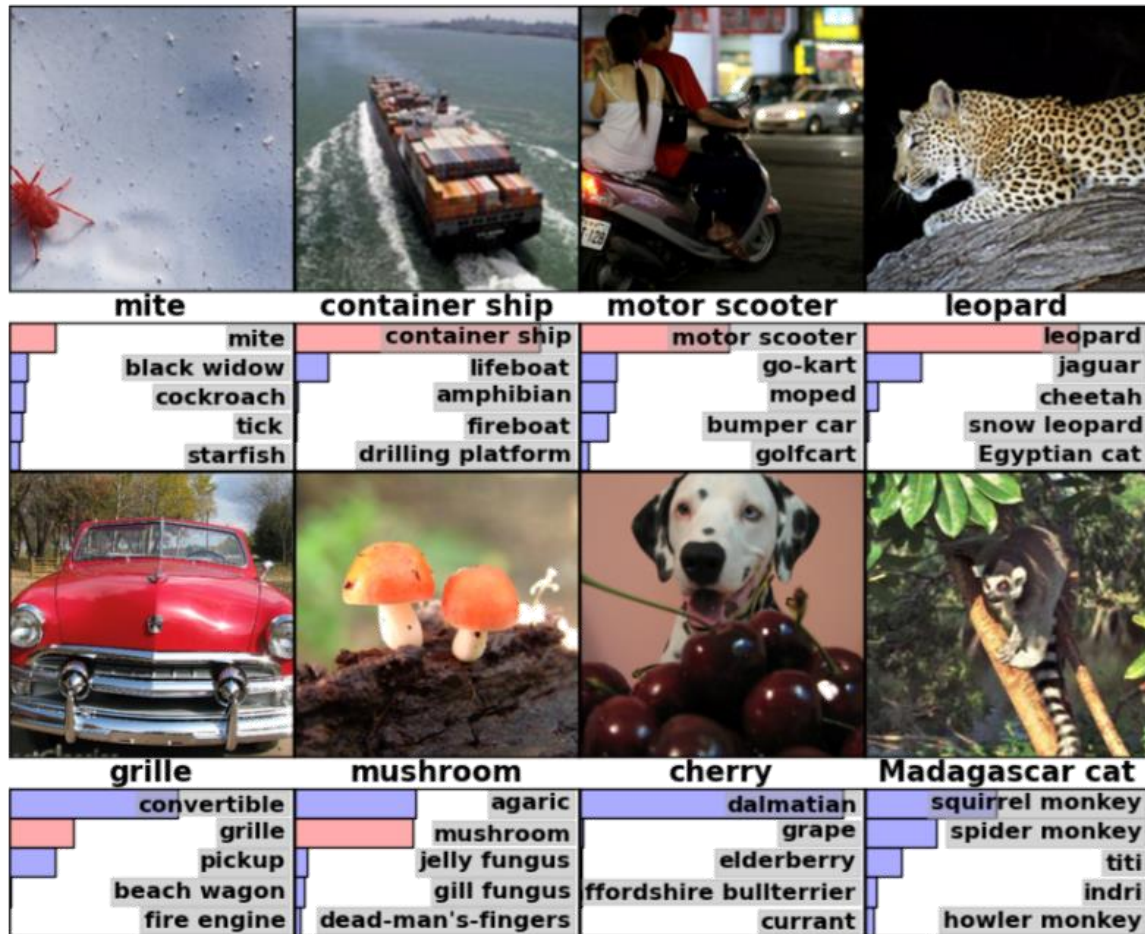 mite
container ship
motor scooter
leopard
mite
black widow
cockroach
tick
starfish
container ship
lifeboat
amphibian
fireboat
drilling platform
motor scooter
go-kart
moped
bumper car
golfcart
leopard
jaguar
cheetah
snow leopard
Egyptian cat
grille
mushroom
cherry
Madagascar cat
convertible
grille
pickup
beach wagon
fire engine
agaric
mushroom
jelly fungus
gill fungus
dead-man's-fingers
dalmatian
grape
elderberry
ffordshire bullterrier
currant
squirrel monkey
spider monkey
titi
indri
howler monkey